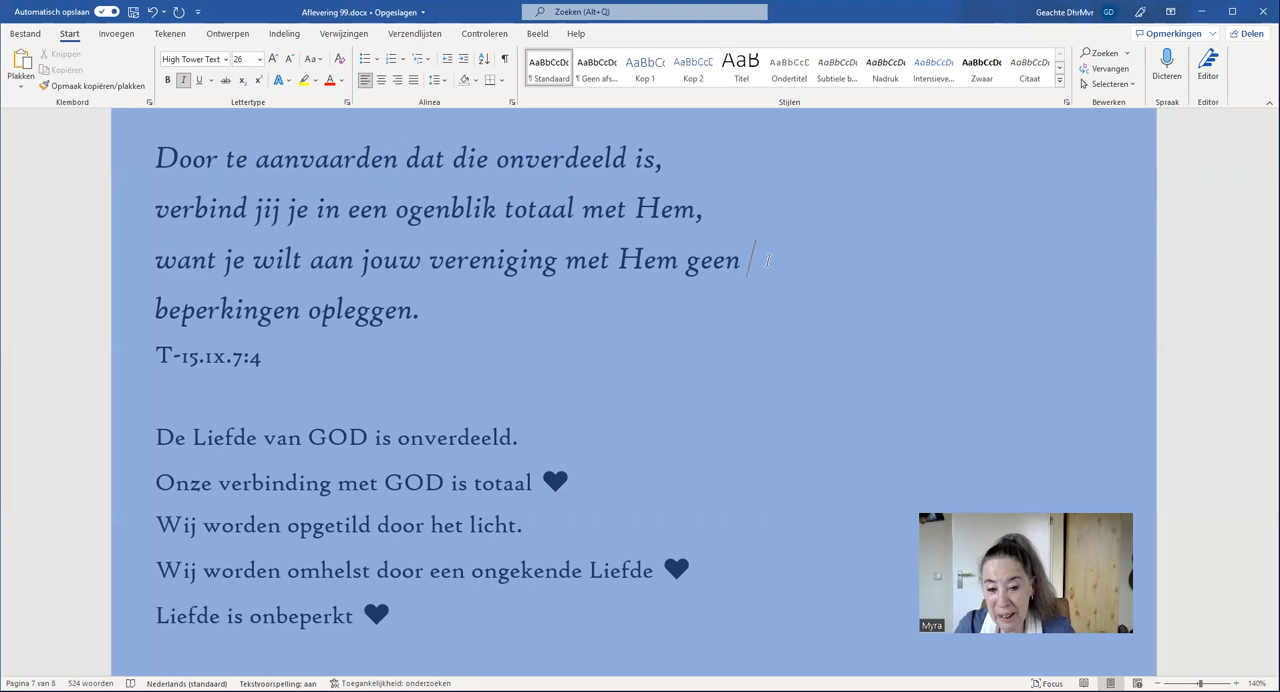 Automatisch opslaan
Aflevering 99.docx • Opgeslagen
Zoeken (Alt+Q)
Geachte DhrMvr
GD
Bestand
Start
Invoegen
Tekenen
Ontwerpen
Indeling
Verwijzingen
Verzendlijsten
Controleren
Beeld
Help
Opmerkingen
Delen
Plakken
Knippen
Kopiëren
Opmaak kopiëren/plakken
Klembord
High Tower Text
26
Lettertype
Alinea
AaBbCcDc
¶ Standaard
AaBbCcDc
¶ Geen afs...
AaBbCc
Kop 1
AaBbCcC
Kop 2
AaB
Titel
AaBbCcD
Ondertitel
AaBbCcDc
Subtiele b...
AaBbCcDc
Nadruk
AaBbCcDc
Intensieve...
AaBbCcDc
Zwaar
AaBbCcDc
Citaat
Stijlen
Zoeken
Vervangen
Selecteren
Bewerken
Dicteren
Spraak
Editor
Editor
Door te aanvaarden dat die onverdeeld is,
verbind jij je in een ogenblik totaal met Hem,
want je wilt aan jouw vereniging met Hem geen
beperkingen opleggen.
T-15.ix.7:4
De Liefde van GOD is onverdeeld.
Onze verbinding met GOD is totaal ♥
Wij worden opgetild door het licht.
Wij worden omhelst door een ongekende Liefde ♥
Liefde is onbeperkt ♥
Myra
Pagina 7 van 8
524 woorden
Nederlands (standaard)
Tekstvoorspelling: aan
Toegankelijkheid: onderzoeken
Focus
140%